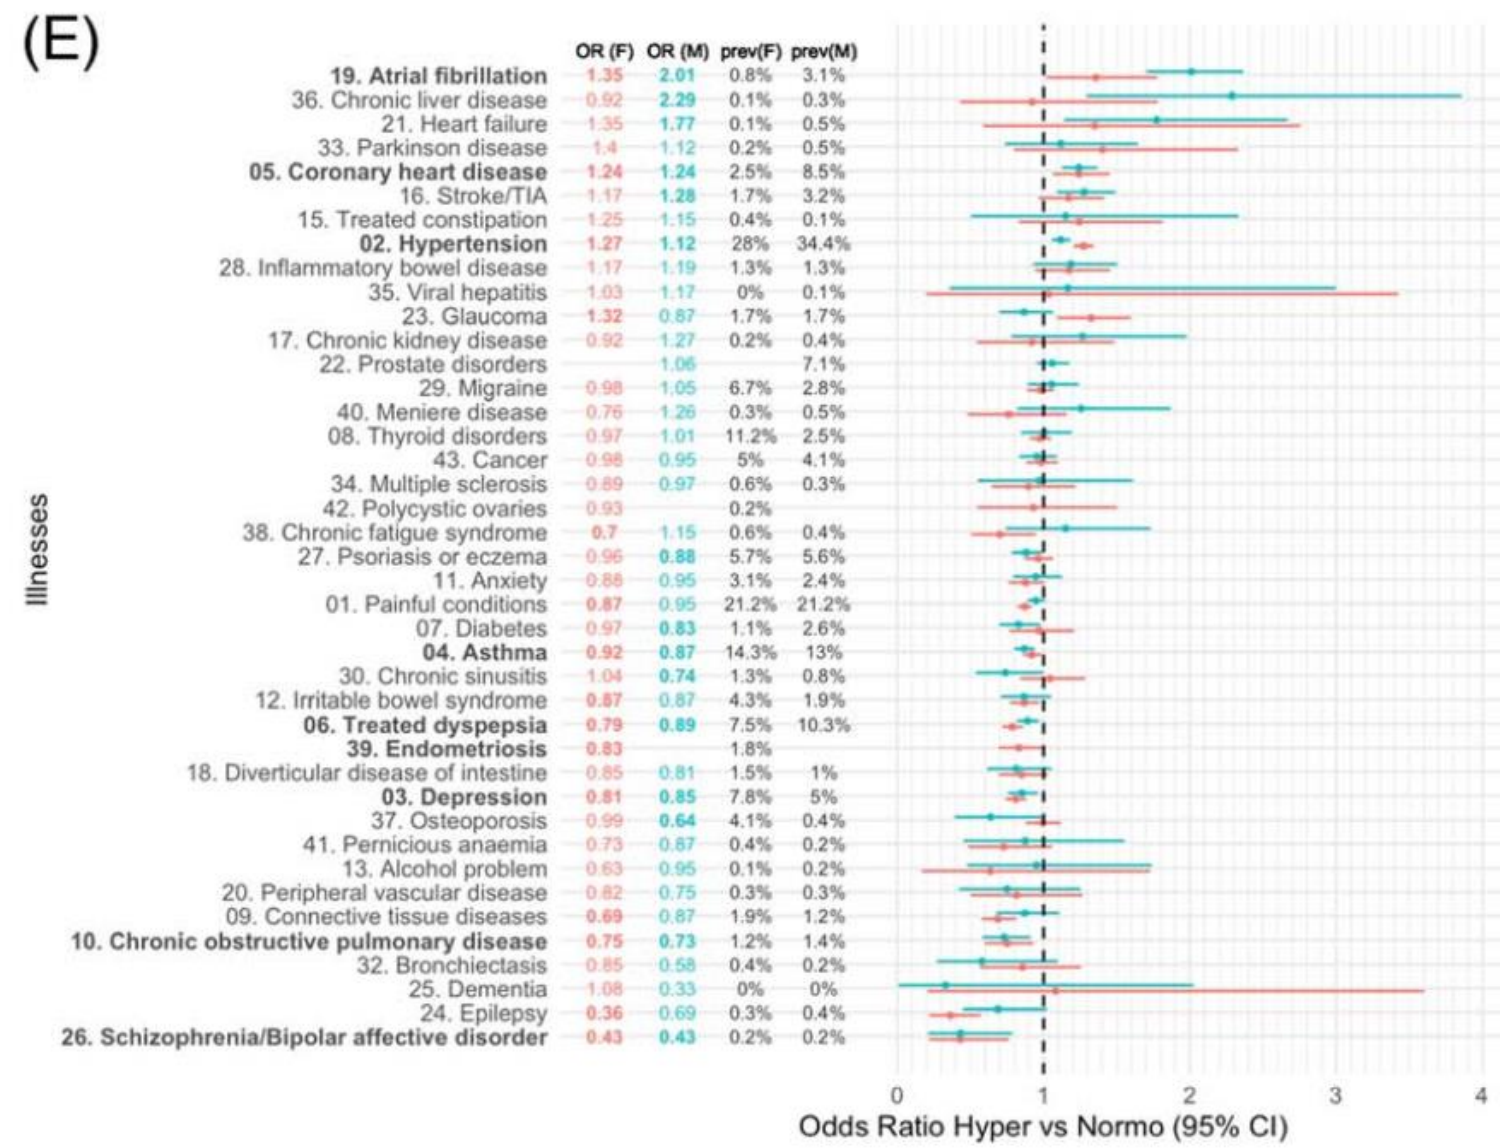 (E)
OR (F) OR (M) prev(F) prev(M)
19. Atrial fibrillation 1.35 2.01 0.8% 3.1%
36. Chronic liver disease 0.92 2.29 0.1% 0.3%
21. Heart failure 1.35 1.77 0.1% 0.5%
33. Parkinson disease 1.4 1.12 0.2% 0.5%
05. Coronary heart disease 1.24 1.24 2.5% 8.5%
16. Stroke/TIA 1.17 1.28 1.7% 3.2%
15. Treated constipation 1.25 1.15 0.4% 0.1%
02. Hypertension 1.27 1.12 28% 34.4%
28. Inflammatory bowel disease 1.17 1.19 1.3% 1.3%
35. Viral hepatitis 1.03 1.17 0% 0.1%
23. Glaucoma 1.32 0.87 1.7% 1.7%
17. Chronic kidney disease 0.92 1.27 0.2% 0.4%
22. Prostate disorders 1.06 7.1%
29. Migraine 0.98 1.05 6.7% 2.8%
40. Meniere disease 0.76 1.26 0.3% 0.5%
08. Thyroid disorders 0.97 1.01 11.2% 2.5%
43. Cancer 0.98 0.95 5% 4.1%
34. Multiple sclerosis 0.89 0.97 0.6% 0.3%
42. Polycystic ovaries 0.93 0.2%
38. Chronic fatigue syndrome 0.7 1.15 0.6% 0.4%
27. Psoriasis or eczema 0.96 0.88 5.7% 5.6%
11. Anxiety 0.88 0.95 3.1% 2.4%
01. Painful conditions 0.87 0.95 21.2% 21.2%
07. Diabetes 0.97 0.83 1.1% 2.6%
04. Asthma 0.92 0.87 14.3% 13%
30. Chronic sinusitis 1.04 0.74 1.3% 0.8%
12. Irritable bowel syndrome 0.87 0.87 4.3% 1.9%
06. Treated dyspepsia 0.79 0.89 7.5% 10.3%
39. Endometriosis 0.83 1.8%
18. Diverticular disease of intestine 0.85 0.81 1.5% 1%
03. Depression 0.81 0.85 7.8% 5%
37. Osteoporosis 0.99 0.64 4.1% 0.4%
41. Pernicious anaemia 0.73 0.87 0.4% 0.2%
13. Alcohol problem 0.63 0.95 0.1% 0.2%
20. Peripheral vascular disease 0.82 0.75 0.3% 0.3%
09. Connective tissue diseases 0.69 0.87 1.9% 1.2%
10. Chronic obstructive pulmonary disease 0.75 0.73 1.2% 1.4%
32. Bronchiectasis 0.85 0.58 0.4% 0.2%
25. Dementia 1.08 0.33 0% 0%
24. Epilepsy 0.36 0.69 0.3% 0.4%
26. Schizophrenia/Bipolar affective disorder 0.43 0.43 0.2% 0.2%
Illnesses
0 1 2 3 4
Odds Ratio Hyper vs Normo (95% CI)